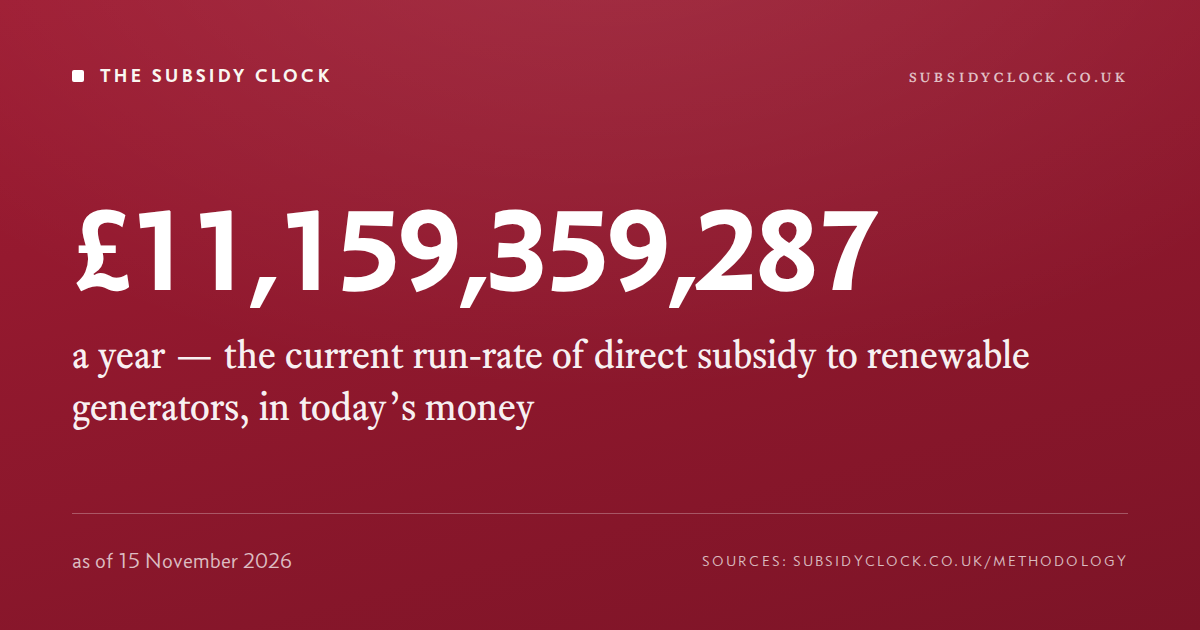 THE SUBSIDY CLOCK
SUBSIDYCLOCK.CO.UK
£11,159,359,287
a year — the current run-rate of direct subsidy to renewable
generators, in today’s money
as of 15 November 2026
SOURCES: SUBSIDYCLOCK.CO.UK/METHODOLOGY